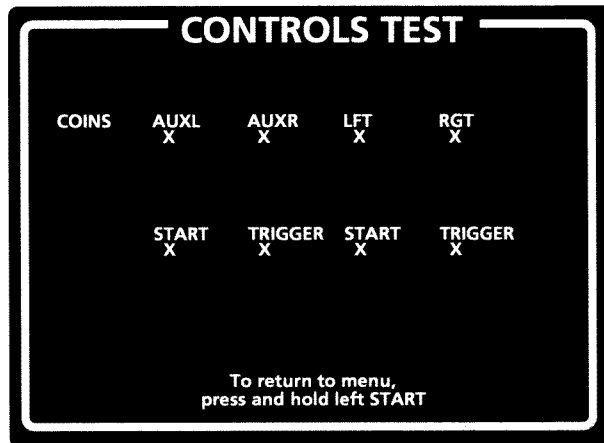 CONTROLS TEST
COINS AUXL AUXR LFT RGT
X X X X
START TRIGGER START TRIGGER
X X X X
To return to menu,
press and hold left START